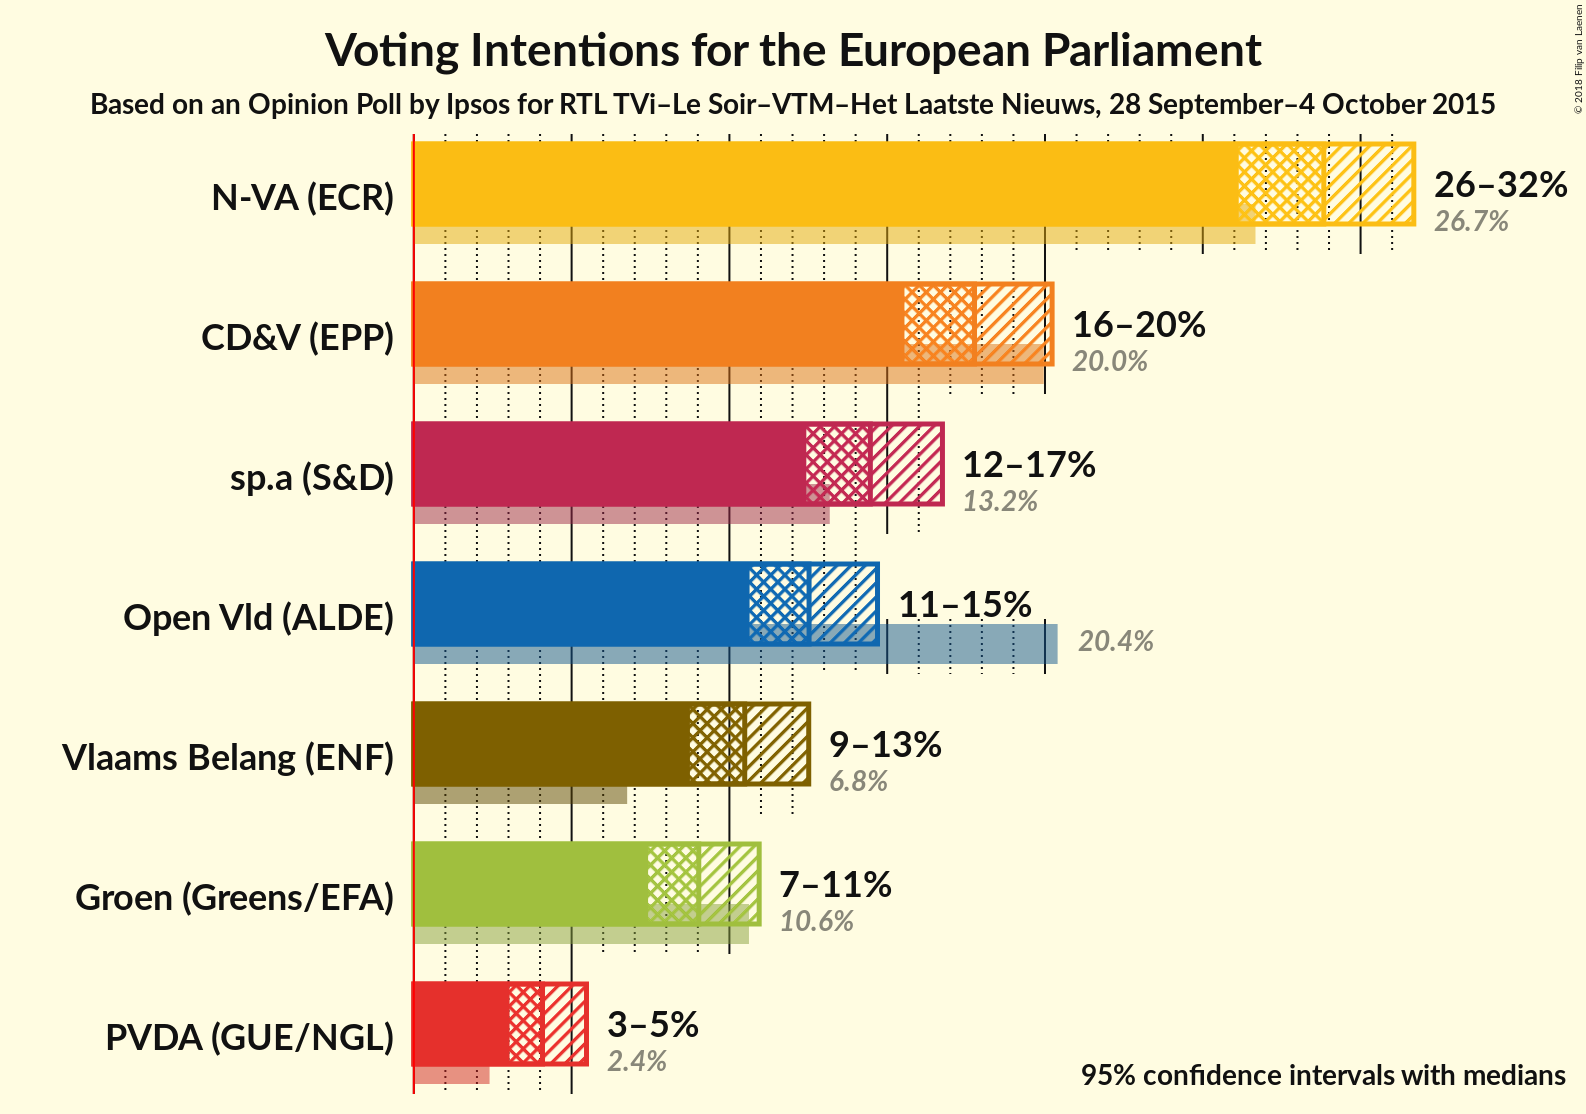 Voting Intentions for the European Parliament
Based on an Opinion Poll by Ipsos for RTL TVi–Le Soir–VTM–Het Laatste Nieuws, 28 September–4 October 2015
© 2018 Filip van Laenen
N-VA (ECR)
26–32%
26.7%
CD&V (EPP)
16–20%
20.0%
sp.a (S&D)
12–17%
13.2%
Open Vld (ALDE)
11–15%
20.4%
Vlaams Belang (ENF)
9–13%
6.8%
Groen (Greens/EFA)
7–11%
10.6%
PVDA (GUE/NGL)
3–5%
2.4%
95% confidence intervals with medians